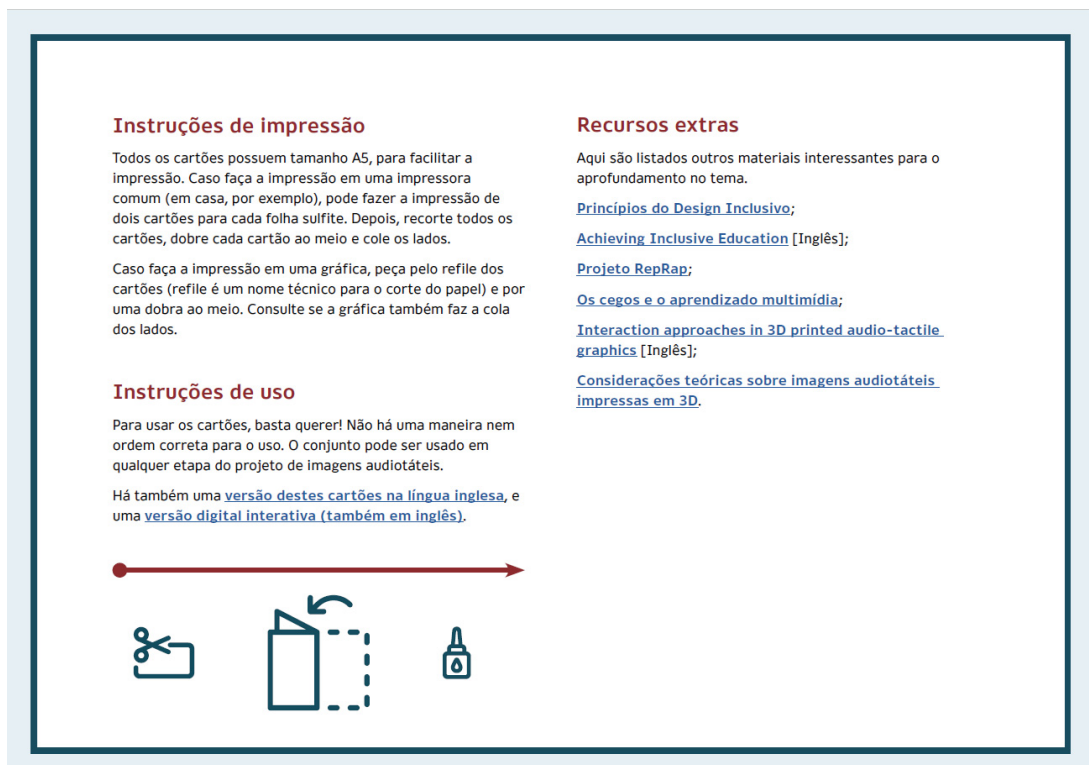 Instruções de impressão
Todos os cartões possuem tamanho A5, para facilitar a
impressão. Caso faça a impressão em uma impressora
comum (em casa, por exemplo), pode fazer a impressão de
dois cartões para cada folha sulfite. Depois, recorte todos os
cartões, dobre cada cartão ao meio e cole os lados.
Caso faça a impressão em uma gráfica, peça pelo refile dos
cartões (refile é um nome técnico para o corte do papel) e por
uma dobra ao meio. Consulte se a gráfica também faz a cola
dos lados.
Instruções de uso
Para usar os cartões, basta querer! Não há uma maneira nem
ordem correta para o uso. O conjunto pode ser usado em
qualquer etapa do projeto de imagens audiotáteis.
Há também uma versão destes cartões na língua inglesa, e
uma versão digital interativa (também em inglês).
Recursos extras
Aqui são listados outros materiais interessantes para o
aprofundamento no tema.
Princípios do Design Inclusivo;
Achieving Inclusive Education [Inglês];
Projeto RepRap;
Os cegos e o aprendizado multimídia;
Interaction approaches in 3D printed audio-tactile
graphics [Inglês];
Considerações teóricas sobre imagens audiotáteis
impressas em 3D.